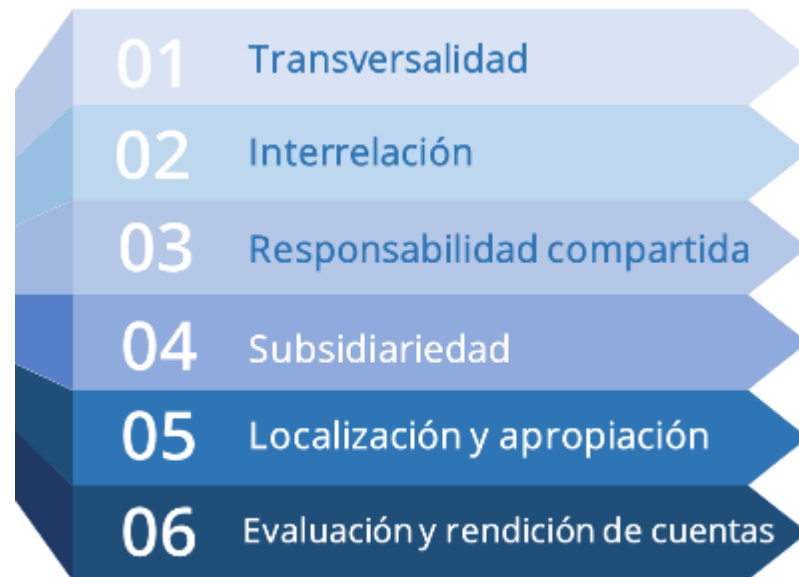 01 Transversalidad
02 Interrelación
03 Responsabilidad compartida
04 Subsidiariedad
05 Localización y apropiación
06 Evaluación y rendición de cuentas